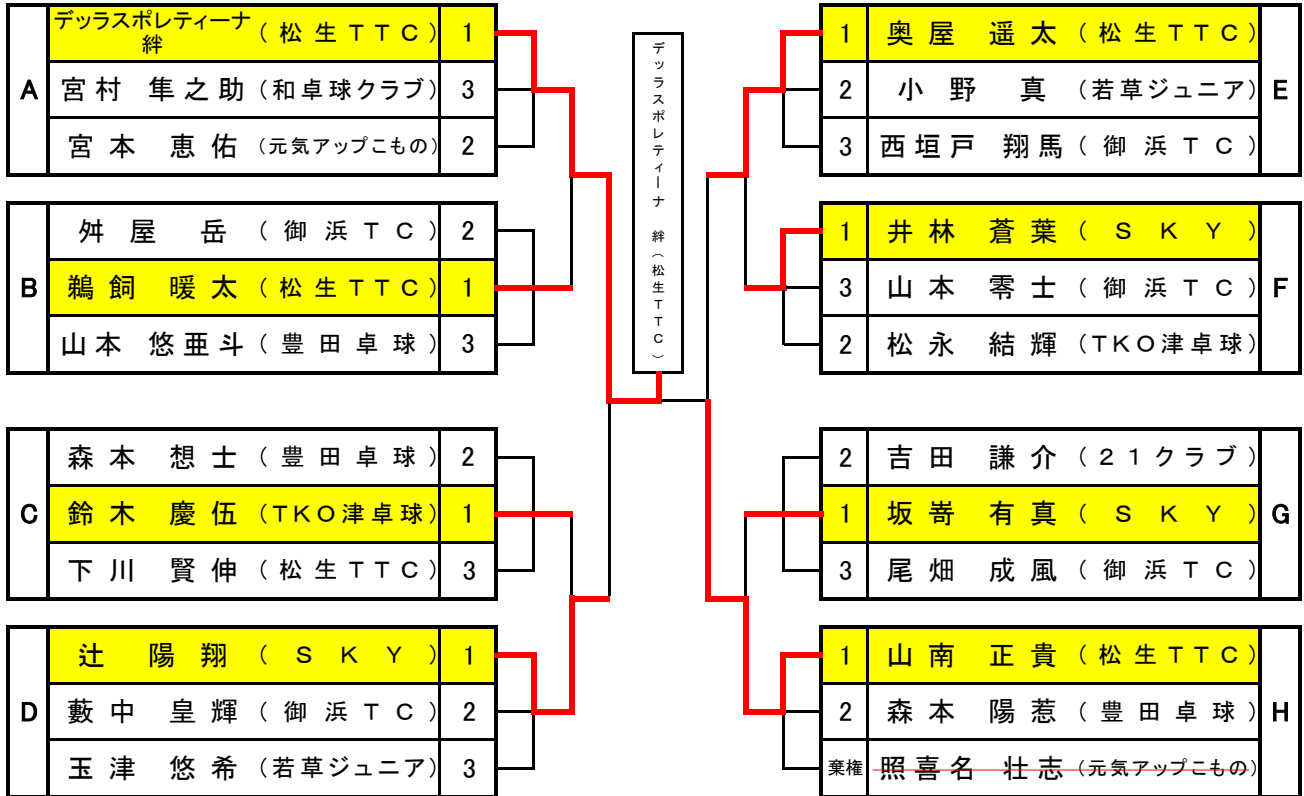 A
デッラスポレティーナ 絆 (松生TTC) 1
宮村 隼之助 (和卓球クラブ) 3
宮本 恵佑 (元気アップこもの) 2
B
舛屋 岳 (御浜TC) 2
鵜飼 暖太 (松生TTC) 1
山本 悠亜斗 (豊田卓球) 3
C
森本 想士 (豊田卓球) 2
鈴木 慶伍 (TKO津卓球) 1
下川 賢伸 (松生TTC) 3
D
辻 陽翔 (SKY) 1
藪中 皇輝 (御浜TC) 2
玉津 悠希 (若草ジュニア) 3
デッラスポレティーナ 絆(松生TTC)
E
1 奥屋 遥太 (松生TTC)
2 小野 真 (若草ジュニア)
3 西垣戸 翔馬 (御浜TC)
F
1 井林 蒼葉 (SKY)
3 山本 零士 (御浜TC)
2 松永 結輝 (TKO津卓球)
G
2 吉田 謙介 (21クラブ)
1 坂嵜 有真 (SKY)
3 尾畑 成風 (御浜TC)
H
1 山南 正貴 (松生TTC)
2 森本 陽惹 (豊田卓球)
棄権 照喜名 壮志 (元気アップこもの)